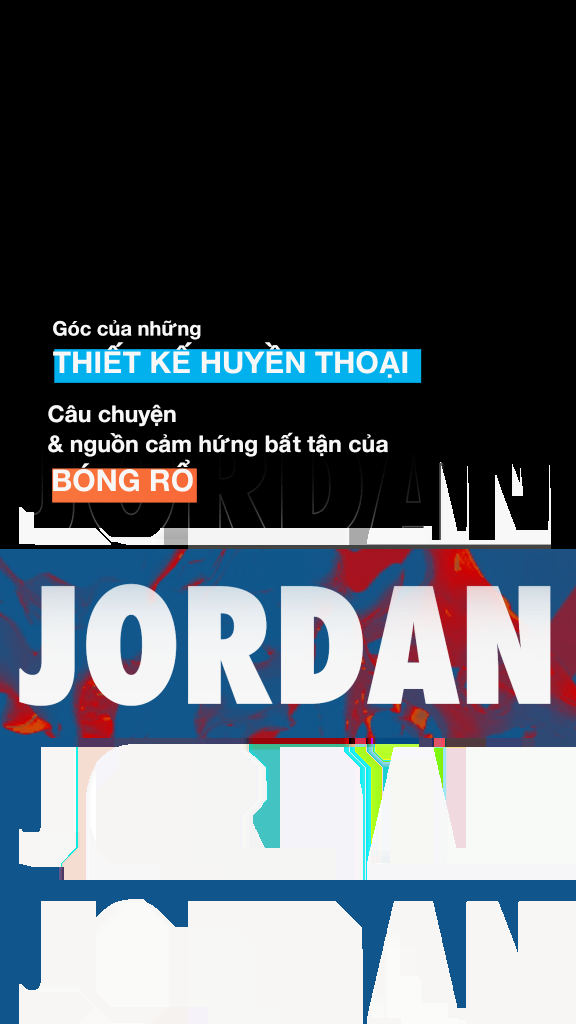 Góc của những
THIẾT KẾ HUYỀN THOẠI
Câu chuyện
& nguồn cảm hứng bất tận của
BÓNG RỔ
JORDAN
JORDAN